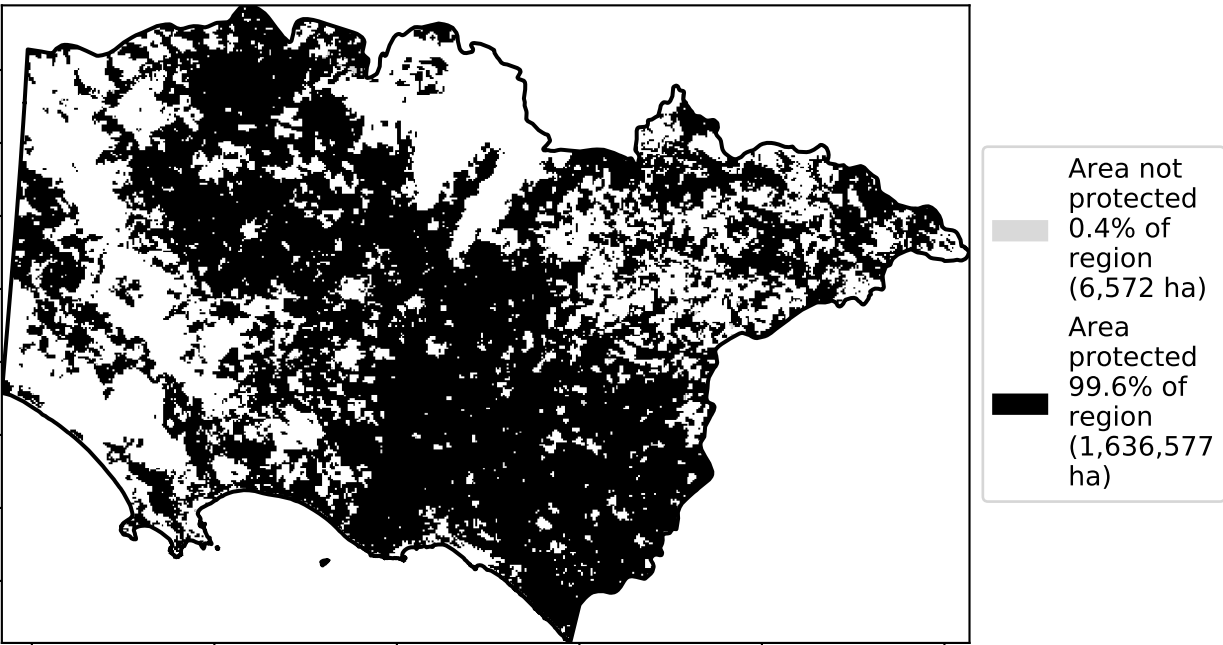 Area not
protected
0.4% of
region
(6,572 ha)
Area
protected
99.6% of
region
(1,636,577
ha)